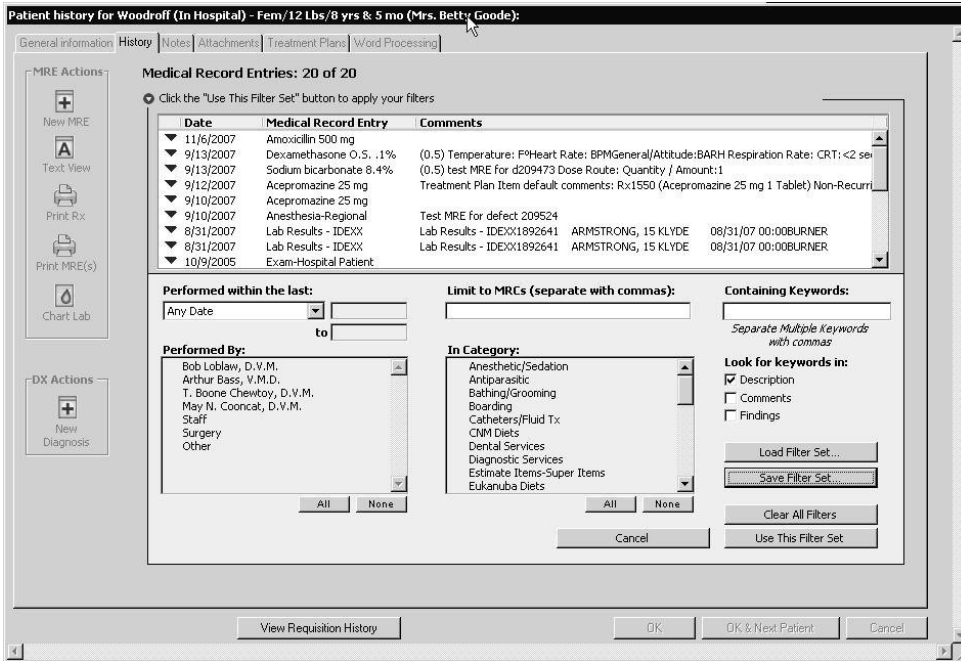 Patient history for Woodroff (In Hospital) - Fem/12 Lbs/8 yrs & 5 mo (Mrs. Betty Goode):
General information History Notes Attachments Treatment Plans Word Processing
MRE Actions
New MRE
Text View
Print Rx
Print MRE(s)
Chart Lab
DX Actions
New
Diagnosis
Medical Record Entries: 20 of 20
Click the "Use This Filter Set" button to apply your filters
Date Medical Record Entry Comments
11/6/2007 Amoxicillin 500 mg
9/13/2007 Dexamethasone O.S. .1% (0.5) Temperature: FºHeart Rate: BPMGeneral/Attitude:BARH Respiration Rate: CRT:<2 sec
9/13/2007 Sodium bicarbonate 8.4% (0.5) test MRE for d209473 Dose Route: Quantity / Amount:1
9/12/2007 Acepromazine 25 mg Treatment Plan Item default comments: Rx1550 (Acepromazine 25 mg 1 Tablet) Non-Recurri
9/10/2007 Acepromazine 25 mg
9/10/2007 Anesthesia-Regional Test MRE for defect 209524
8/31/2007 Lab Results - IDEXX Lab Results - IDEXX1892641 ARMSTRONG, 15 KLYDE 08/31/07 00:00BURNER
8/31/2007 Lab Results - IDEXX Lab Results - IDEXX1892641 ARMSTRONG, 15 KLYDE 08/31/07 00:00BURNER
10/9/2005 Exam-Hospital Patient
Performed within the last:
Any Date
to
Limit to MRCs (separate with commas):
Containing Keywords:
Separate Multiple Keywords
with commas
Performed By:
Bob Loblaw, D.V.M.
Arthur Bass, V.M.D.
T. Boone Chewtoy, D.V.M.
May N. Cooncat, D.V.M.
Staff
Surgery
Other
All None
In Category:
Anesthetic/Sedation
Antiparasitic
Bathing/Grooming
Boarding
Catheters/Fluid Tx
CNM Diets
Dental Services
Diagnostic Services
Estimate Items-Super Items
Eukanuba Diets
All None
Look for keywords in:
Description
Comments
Findings
Load Filter Set...
Save Filter Set...
Clear All Filters
Cancel Use This Filter Set
View Requisition History OK OK & Next Patient Cancel